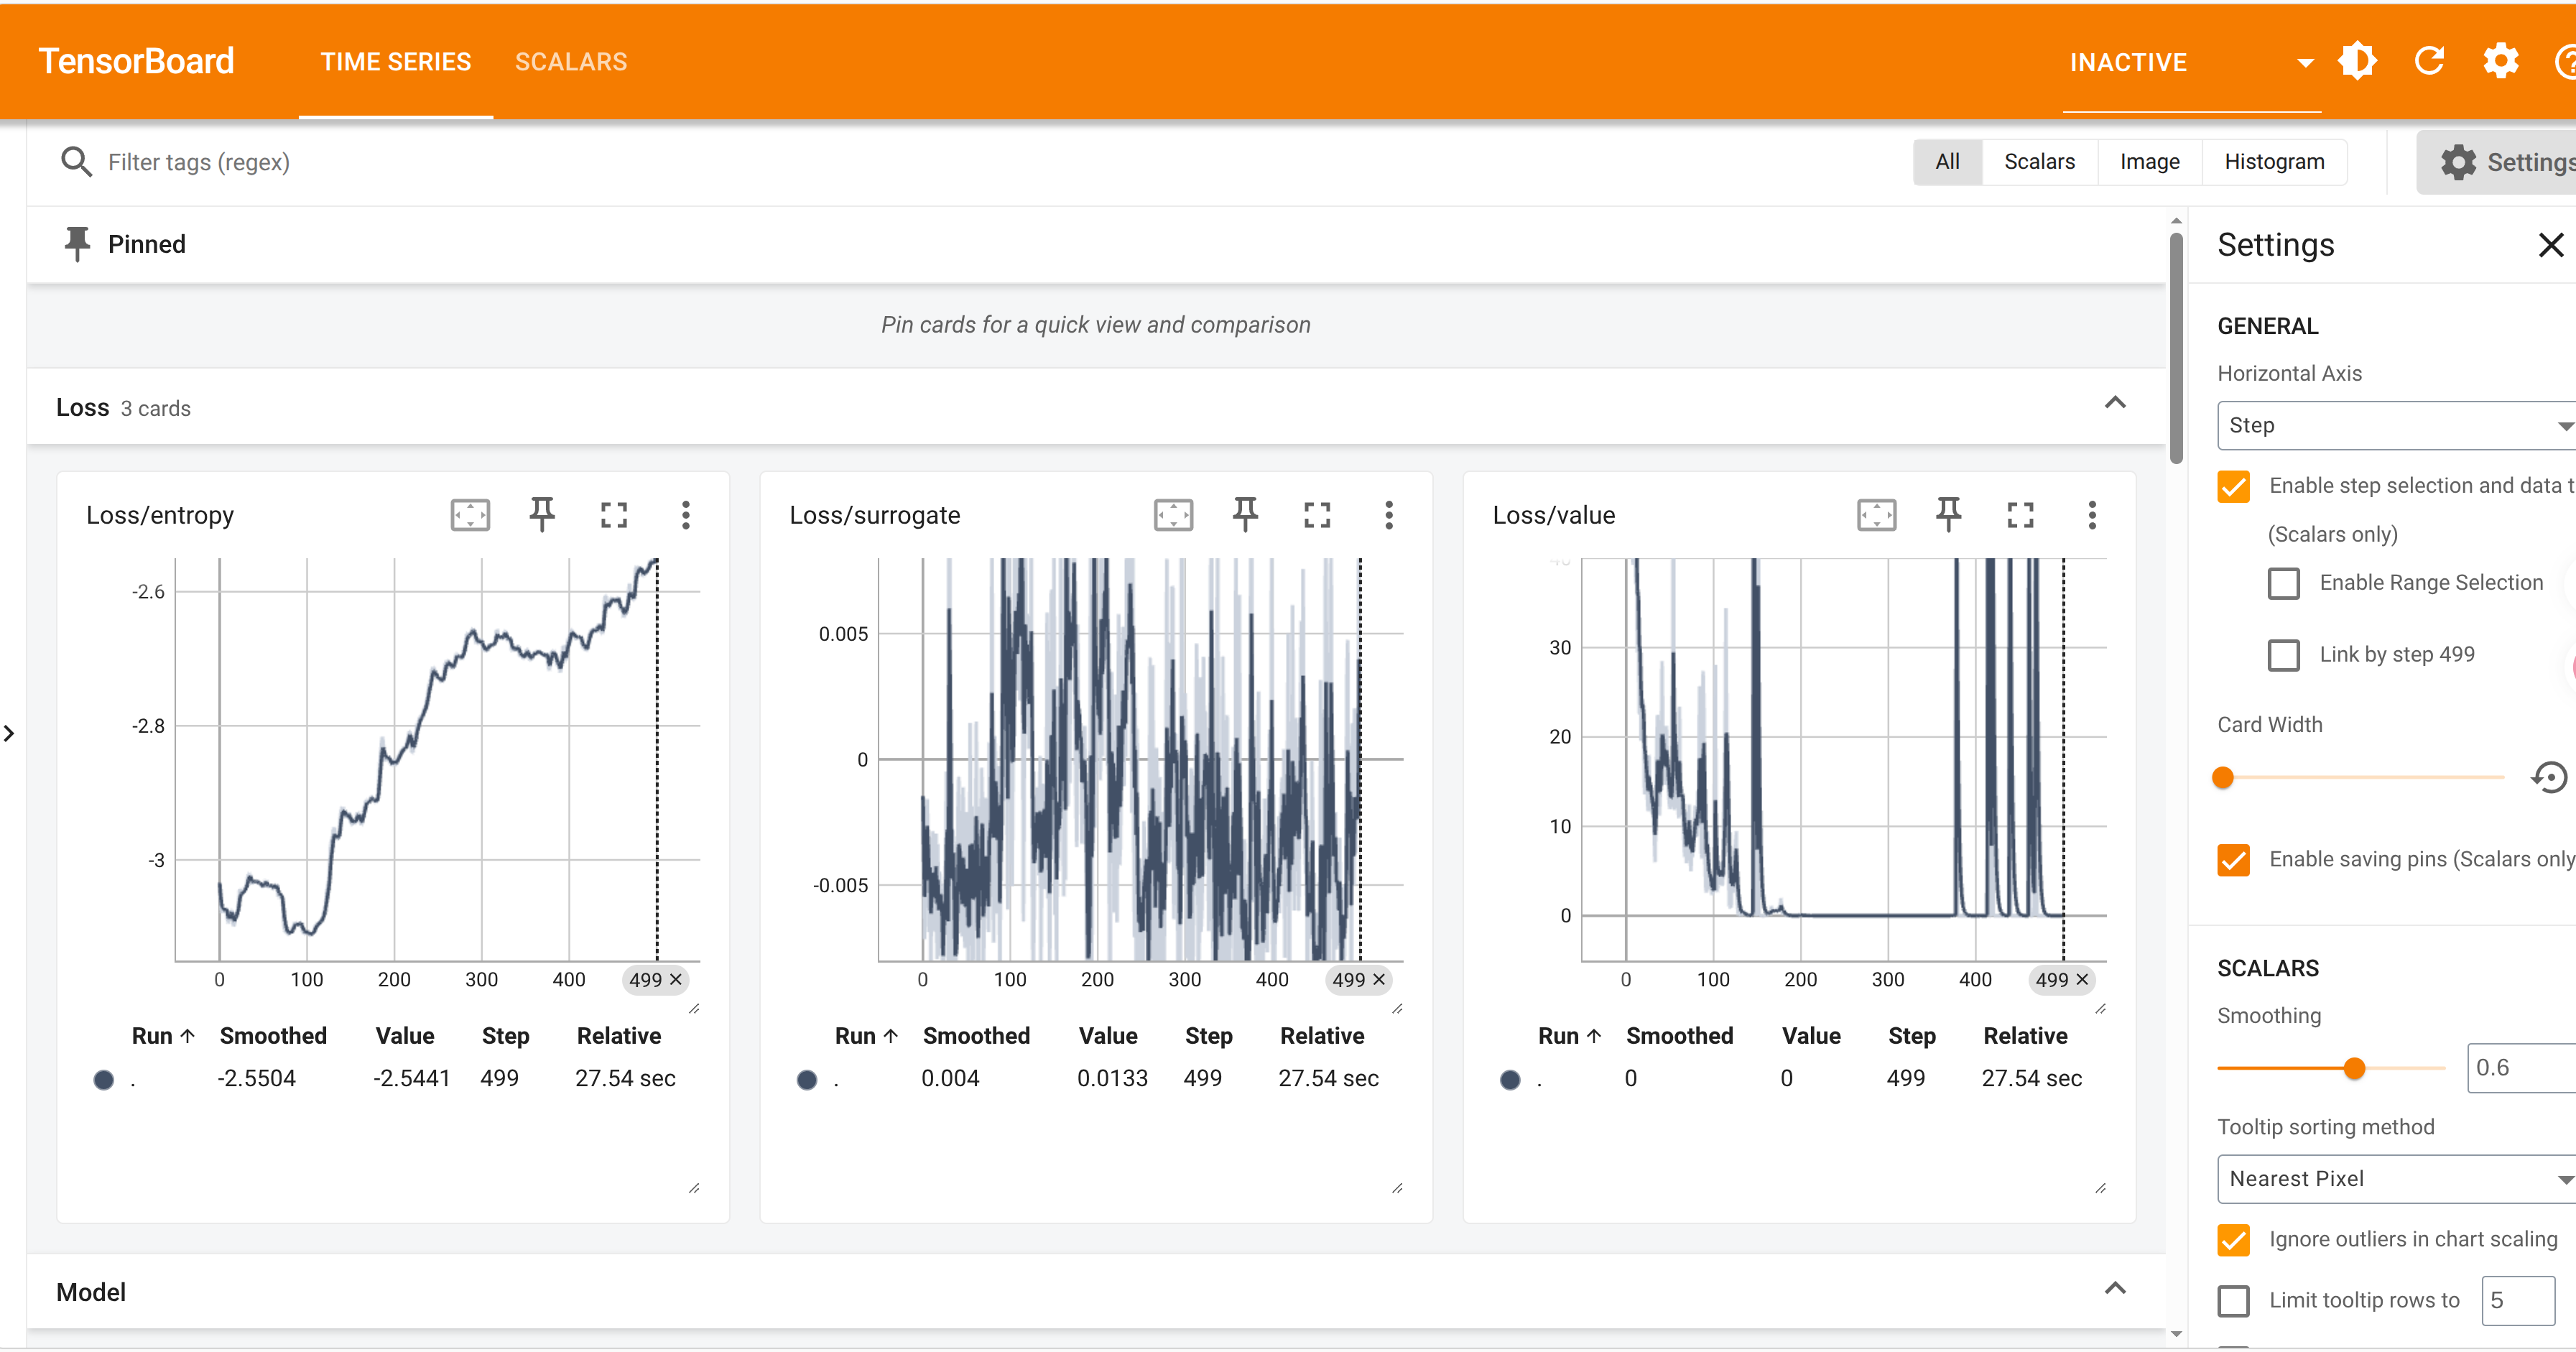 TensorBoard TIME SERIES SCALARS INACTIVE
Filter tags (regex) All Scalars Image Histogram Settings
Pinned
Pin cards for a quick view and comparison
Loss 3 cards
Loss/entropy
-2.6
-2.8
-3
0 100 200 300 400 499
Run Smoothed Value Step Relative
. -2.5504 -2.5441 499 27.54 sec
Loss/surrogate
0.005
0
-0.005
0 100 200 300 400 499
Run Smoothed Value Step Relative
. 0.004 0.0133 499 27.54 sec
Loss/value
40
30
20
10
0
0 100 200 300 400 499
Run Smoothed Value Step Relative
. 0 0 499 27.54 sec
Model
Settings
GENERAL
Horizontal Axis
Step
Enable step selection and data t
(Scalars only)
Enable Range Selection
Link by step 499
Card Width
Enable saving pins (Scalars only
SCALARS
Smoothing
0.6
Tooltip sorting method
Nearest Pixel
Ignore outliers in chart scaling
Limit tooltip rows to 5